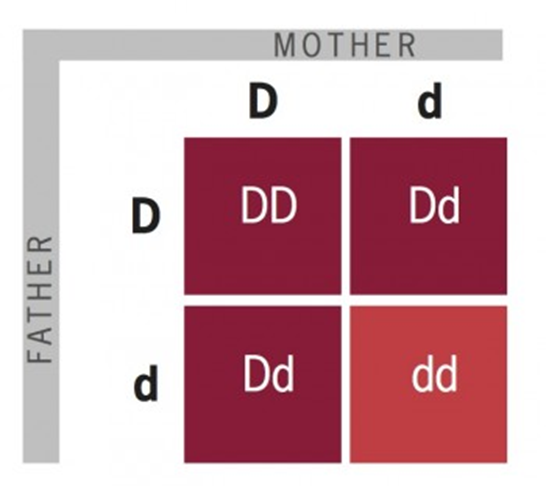 MOTHER
D d
D DD Dd
FATHER
d Dd dd